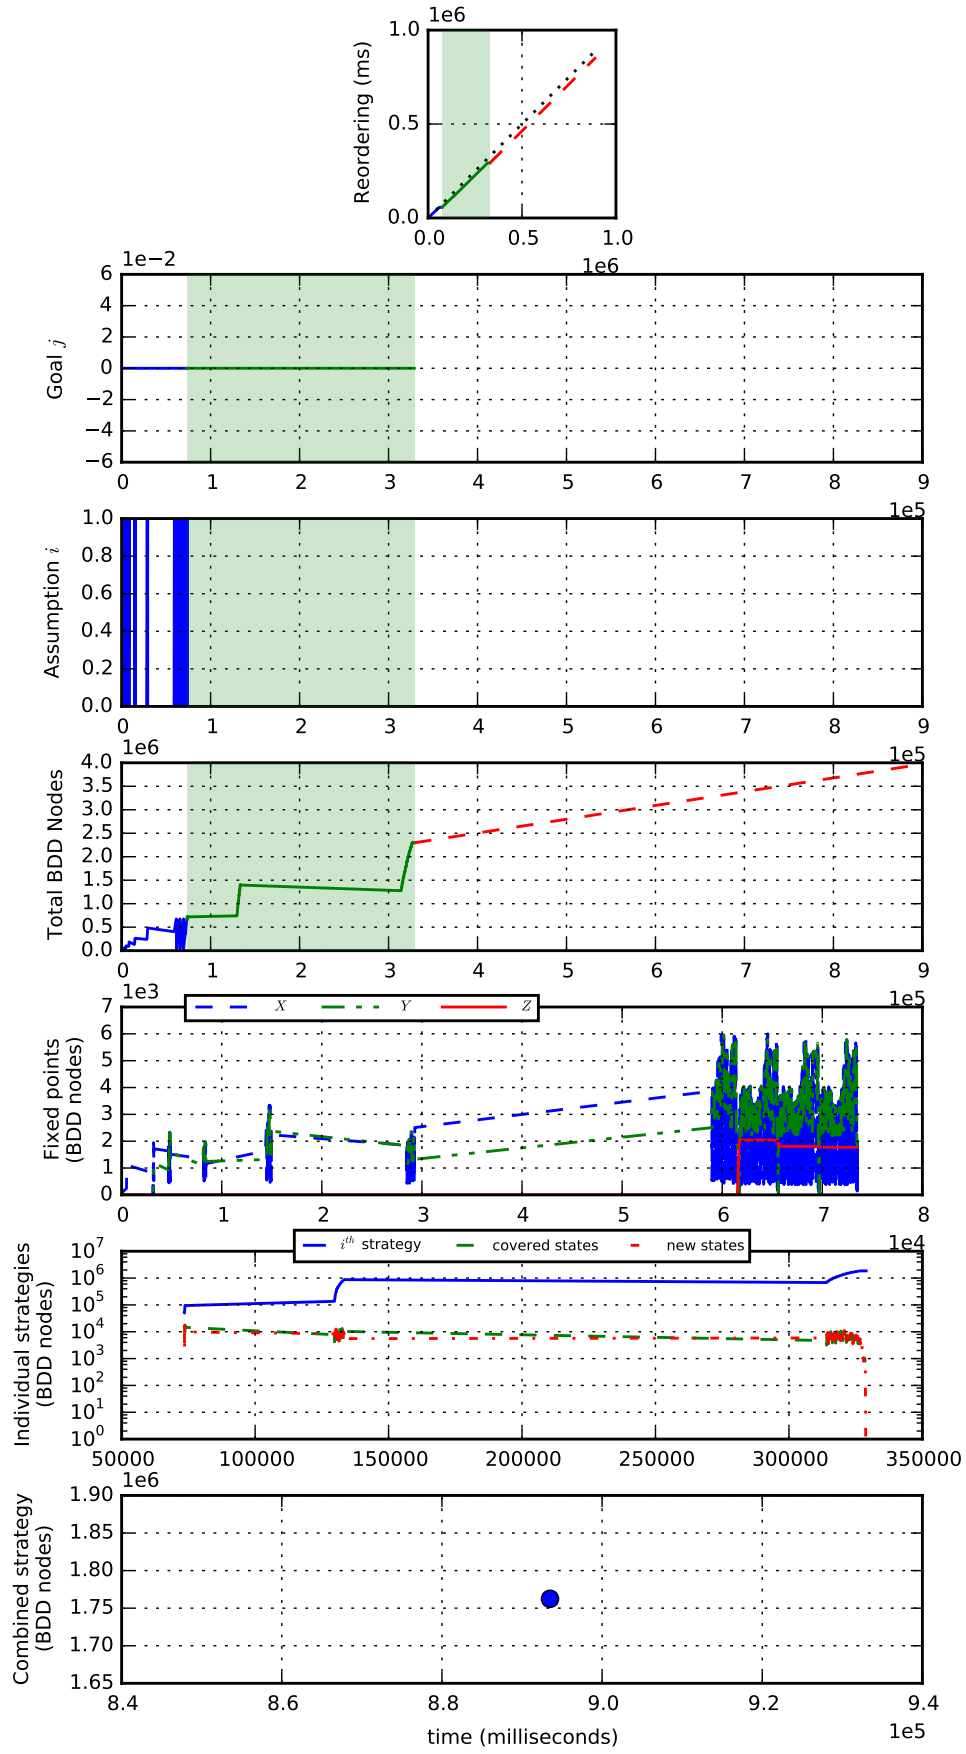 1e6
1.0
0.5
0.0
Reordering (ms)
0.0 0.5 1.0
1e6
1e−2
6
4
2
0
−2
−4
−6
Goal j
0 1 2 3 4 5 6 7 8 9
1e5
1.0
0.8
0.6
0.4
0.2
0.0
Assumption i
0 1 2 3 4 5 6 7 8 9
1e5
1e6
4.0
3.5
3.0
2.5
2.0
1.5
1.0
0.5
0.0
Total BDD Nodes
0 1 2 3 4 5 6 7 8 9
1e5
1e3
X Y Z
7
6
5
4
3
2
1
0
Fixed points
(BDD nodes)
0 1 2 3 4 5 6 7 8
1e4
i^th strategy covered states new states
10^7
10^6
10^5
10^4
10^3
10^2
10^1
10^0
Individual strategies
(BDD nodes)
50000 100000 150000 200000 250000 300000 350000
1e6
1.90
1.85
1.80
1.75
1.70
1.65
Combined strategy
(BDD nodes)
8.4 8.6 8.8 9.0 9.2 9.4
1e5
time (milliseconds)